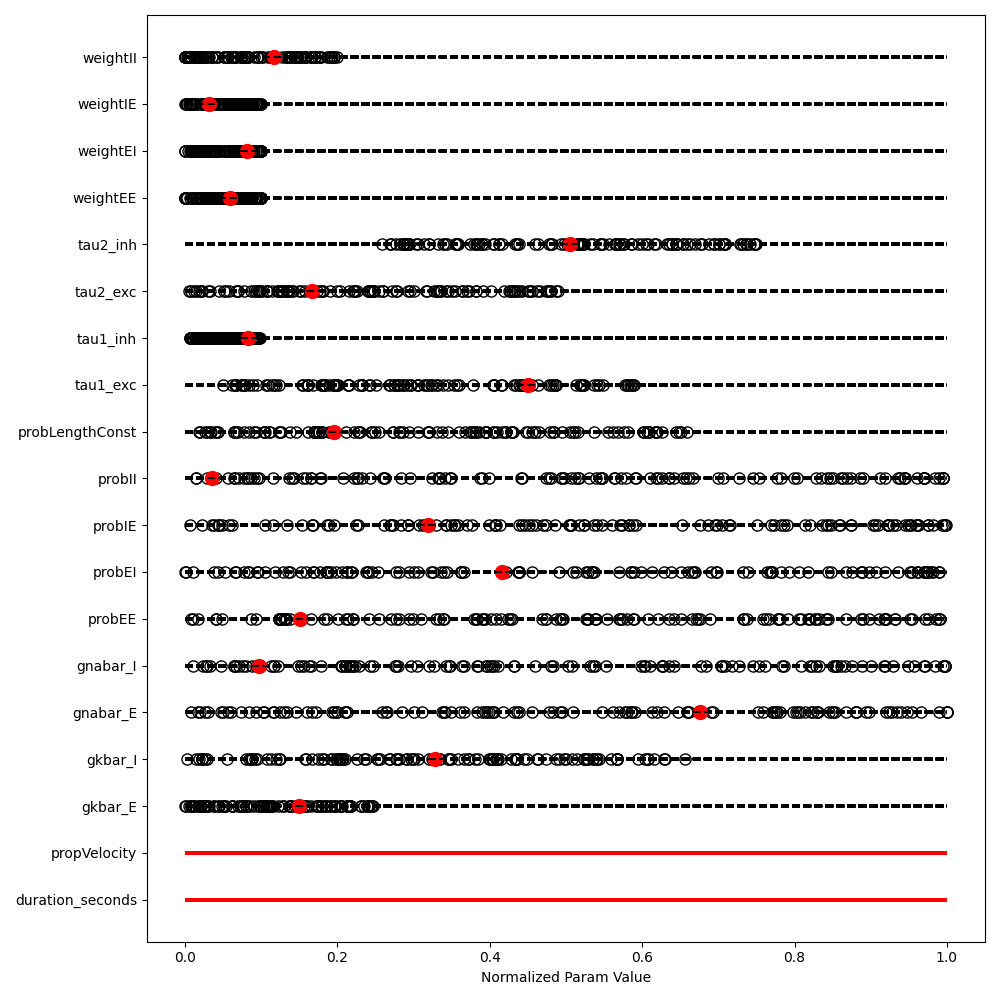 weightII
weightIE
weightEI
weightEE
tau2_inh
tau2_exc
tau1_inh
tau1_exc
probLengthConst
probII
probIE
probEI
probEE
gnabar_I
gnabar_E
gkbar_I
gkbar_E
propVelocity
duration_seconds
0.0 0.2 0.4 0.6 0.8 1.0
Normalized Param Value